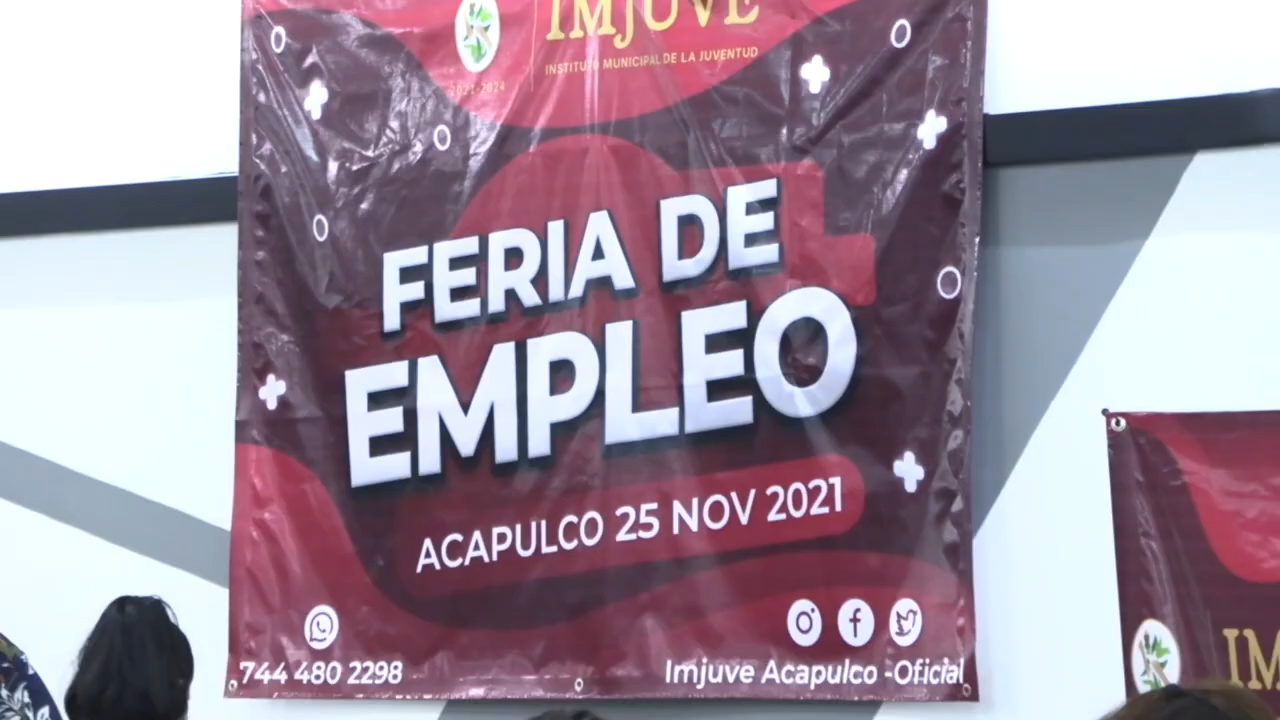 IMJUVE
INSTITUTO MUNICIPAL DE LA JUVENTUD
2021-2024
FERIA DE
EMPLEO
ACAPULCO 25 NOV 2021
744 480 2298
Imjuve Acapulco -Oficial
IM